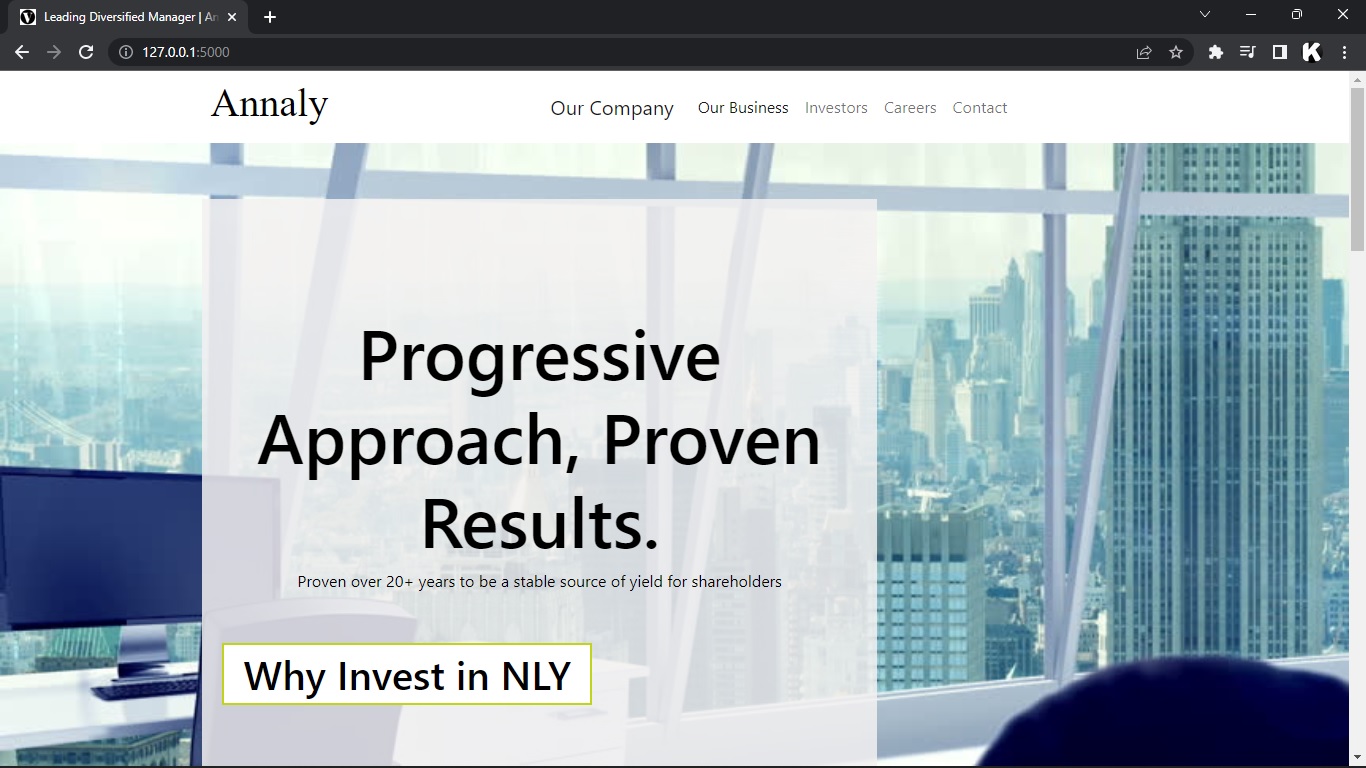 Leading Diversified Manager | An
127.0.0.1:5000
Annaly
Our Company Our Business Investors Careers Contact
Progressive
Approach, Proven
Results.
Proven over 20+ years to be a stable source of yield for shareholders
Why Invest in NLY